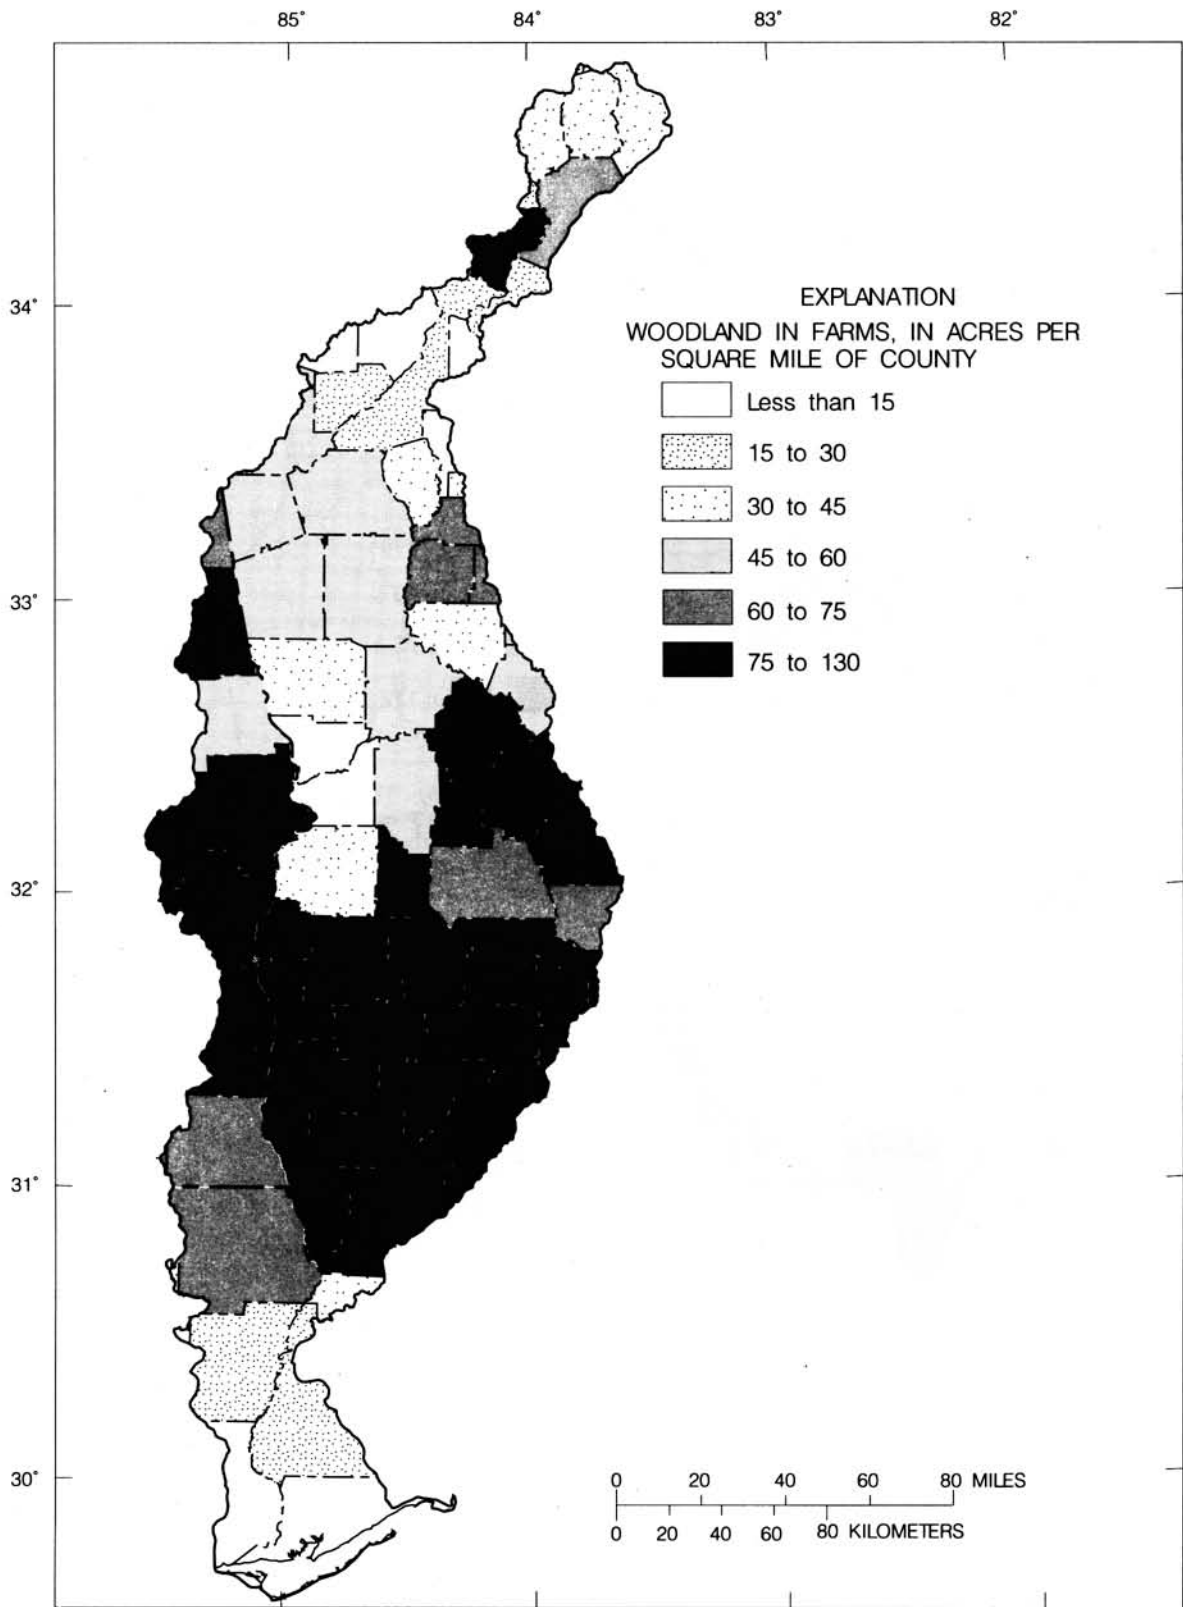 85° 84° 83° 82°
34°
33°
32°
31°
30°
EXPLANATION
WOODLAND IN FARMS, IN ACRES PER
SQUARE MILE OF COUNTY
Less than 15
15 to 30
30 to 45
45 to 60
60 to 75
75 to 130
0 20 40 60 80 MILES
0 20 40 60 80 KILOMETERS